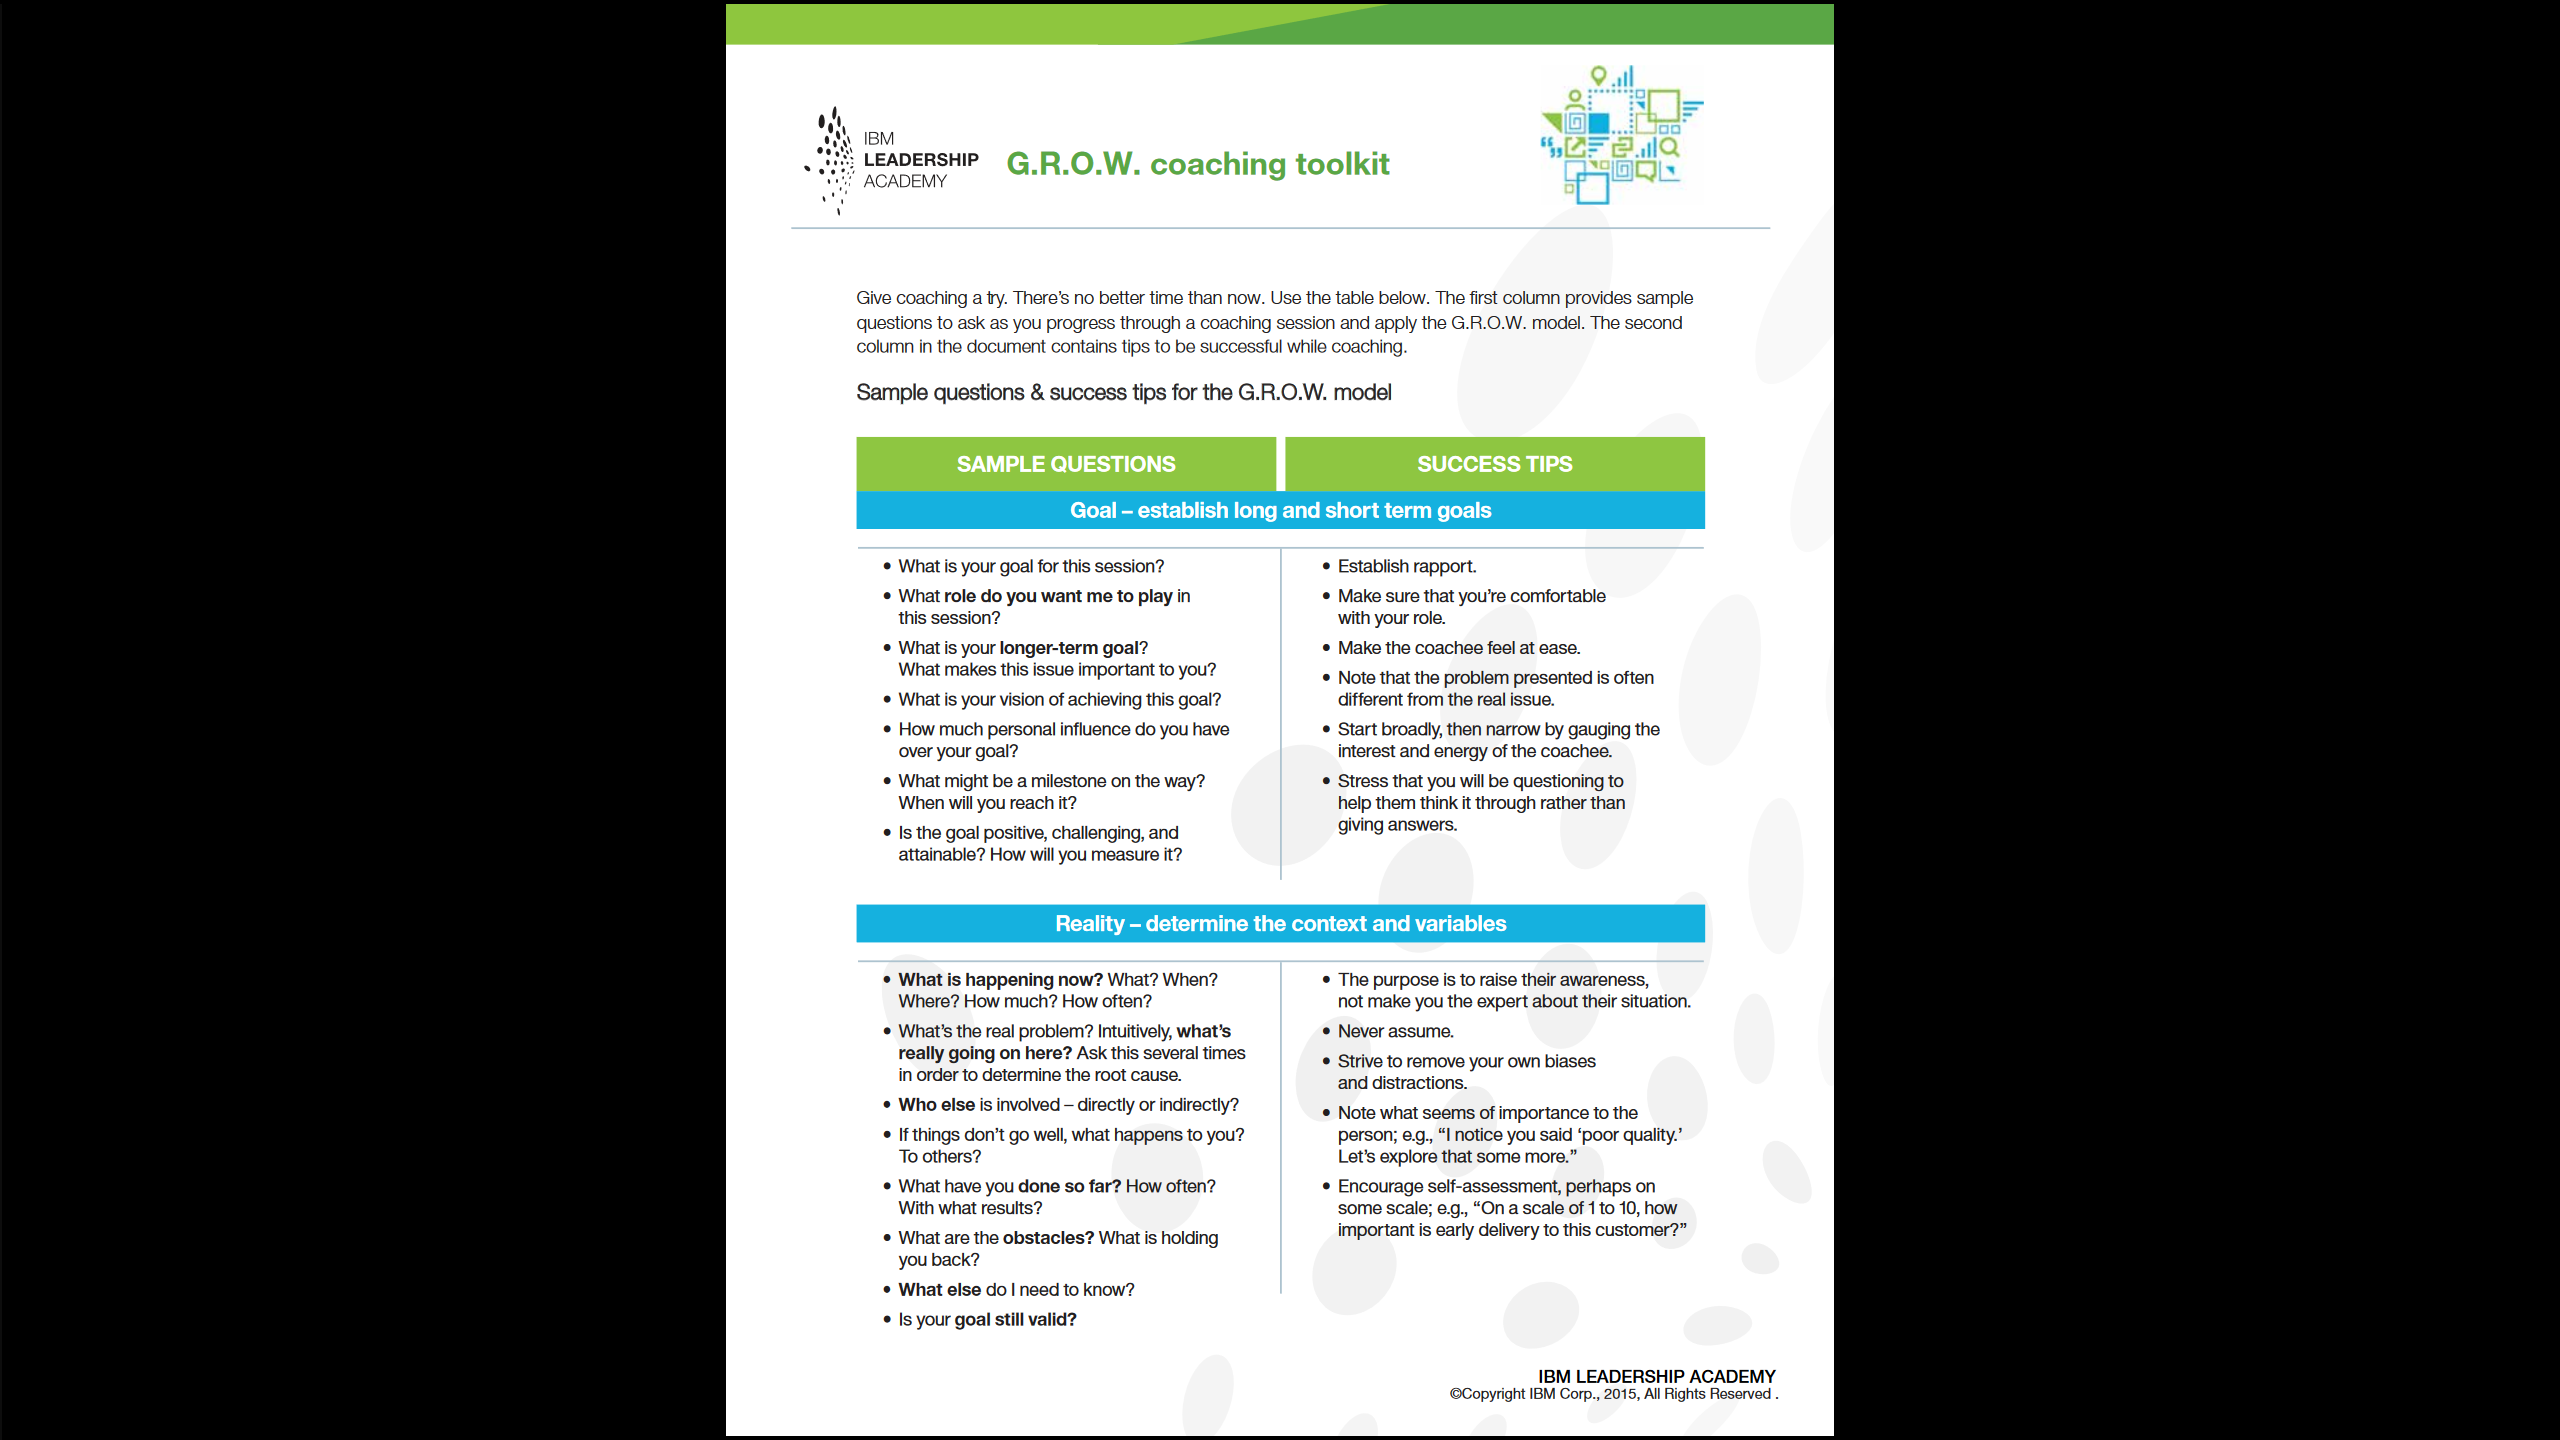 IBM
LEADERSHIP
ACADEMY
G.R.O.W. coaching toolkit
Give coaching a try. There’s no better time than now. Use the table below. The first column provides sample
questions to ask as you progress through a coaching session and apply the G.R.O.W. model. The second
column in the document contains tips to be successful while coaching.
Sample questions & success tips for the G.R.O.W. model
SAMPLE QUESTIONS
SUCCESS TIPS
Goal – establish long and short term goals
• What is your goal for this session?
• What role do you want me to play in
this session?
• What is your longer-term goal?
What makes this issue important to you?
• What is your vision of achieving this goal?
• How much personal influence do you have
over your goal?
• What might be a milestone on the way?
When will you reach it?
• Is the goal positive, challenging, and
attainable? How will you measure it?
• Establish rapport.
• Make sure that you’re comfortable
with your role.
• Make the coachee feel at ease.
• Note that the problem presented is often
different from the real issue.
• Start broadly, then narrow by gauging the
interest and energy of the coachee.
• Stress that you will be questioning to
help them think it through rather than
giving answers.
Reality – determine the context and variables
• What is happening now? What? When?
Where? How much? How often?
• What’s the real problem? Intuitively, what’s
really going on here? Ask this several times
in order to determine the root cause.
• Who else is involved – directly or indirectly?
• If things don’t go well, what happens to you?
To others?
• What have you done so far? How often?
With what results?
• What are the obstacles? What is holding
you back?
• What else do I need to know?
• Is your goal still valid?
• The purpose is to raise their awareness,
not make you the expert about their situation.
• Never assume.
• Strive to remove your own biases
and distractions.
• Note what seems of importance to the
person; e.g., “I notice you said ‘poor quality.’
Let’s explore that some more.”
• Encourage self-assessment, perhaps on
some scale; e.g., “On a scale of 1 to 10, how
important is early delivery to this customer?”
IBM LEADERSHIP ACADEMY
©Copyright IBM Corp., 2015, All Rights Reserved .